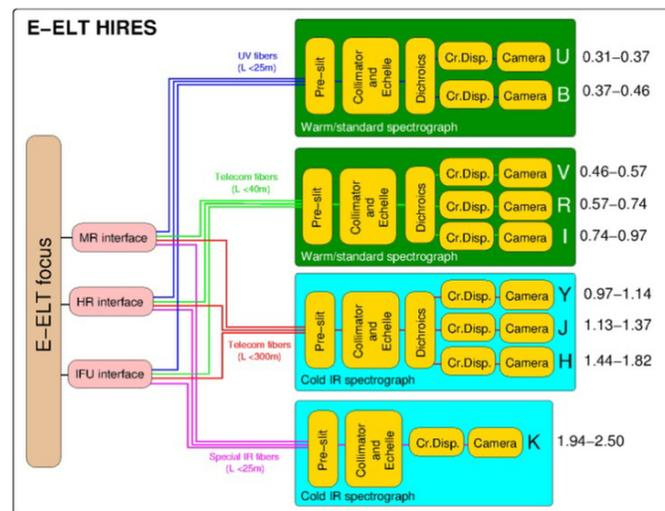 E-ELT HIRES
E-ELT focus
MR interface
HR interface
IFU interface
UV fibers
(L <25m)
Telecom fibers
(L <40m)
Telecom fibers
(L <300m)
Special IR fibers
(L <25m)
Pre-slit
Collimator
and
Echelle
Dichroics
Cr.Disp.
Camera
U
0.31-0.37
Cr.Disp.
Camera
B
0.37-0.46
Warm/standard spectrograph
Pre-slit
Collimator
and
Echelle
Dichroics
Cr.Disp.
Camera
V
0.46-0.57
Cr.Disp.
Camera
R
0.57-0.74
Cr.Disp.
Camera
I
0.74-0.97
Warm/standard spectrograph
Pre-slit
Collimator
and
Echelle
Dichroics
Cr.Disp.
Camera
Y
0.97-1.14
Cr.Disp.
Camera
J
1.13-1.37
Cr.Disp.
Camera
H
1.44-1.82
Cold IR spectrograph
Pre-slit
Collimator
and
Echelle
Cr.Disp.
Camera
K
1.94-2.50
Cold IR spectrograph